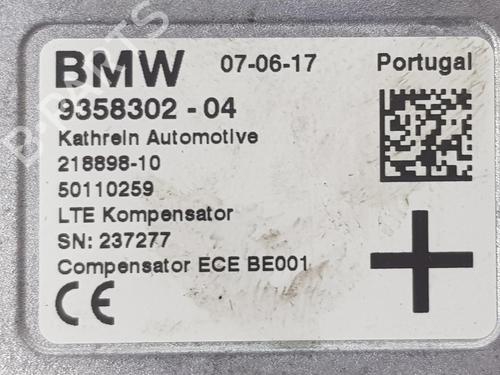 BMW 07-06-17 Portugal
9358302 - 04
Kathrein Automotive
218898-10
50110259
LTE Kompensator
SN: 237277
Compensator ECE BE001
CE